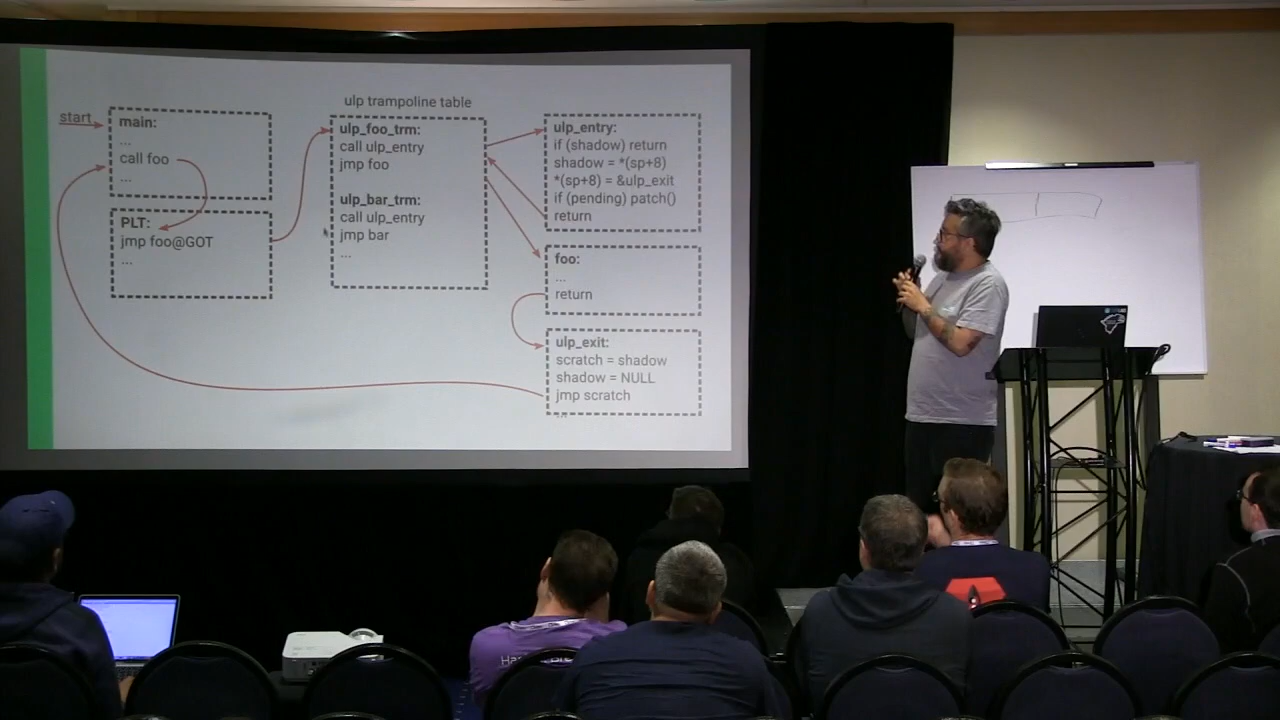 start
main:
...
call foo
...
PLT:
jmp foo@GOT
...
ulp trampoline table
ulp_foo_trm:
call ulp_entry
jmp foo
ulp_bar_trm:
call ulp_entry
jmp bar
...
ulp_entry:
if (shadow) return
shadow = *(sp+8)
*(sp+8) = &ulp_exit
if (pending) patch()
return
foo:
...
return
ulp_exit:
scratch = shadow
shadow = NULL
jmp scratch
...